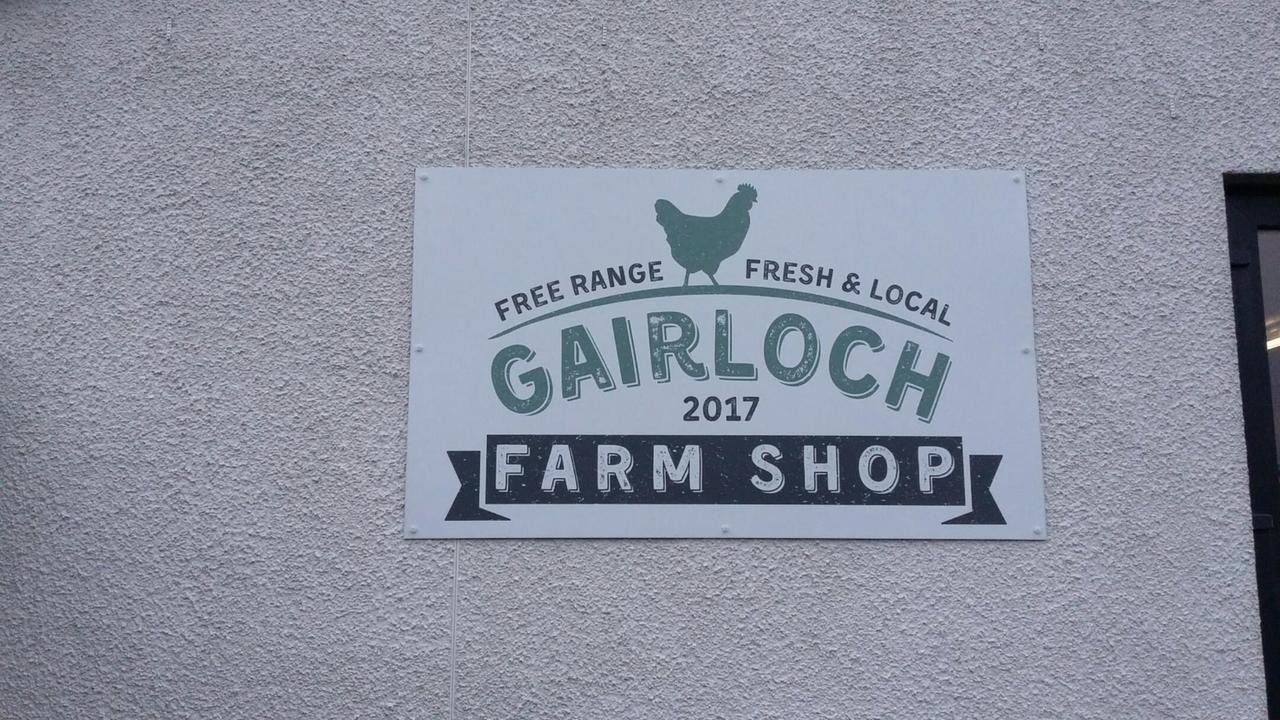 FREE RANGE FRESH & LOCAL
GAIRLOCH
2017
FARM SHOP